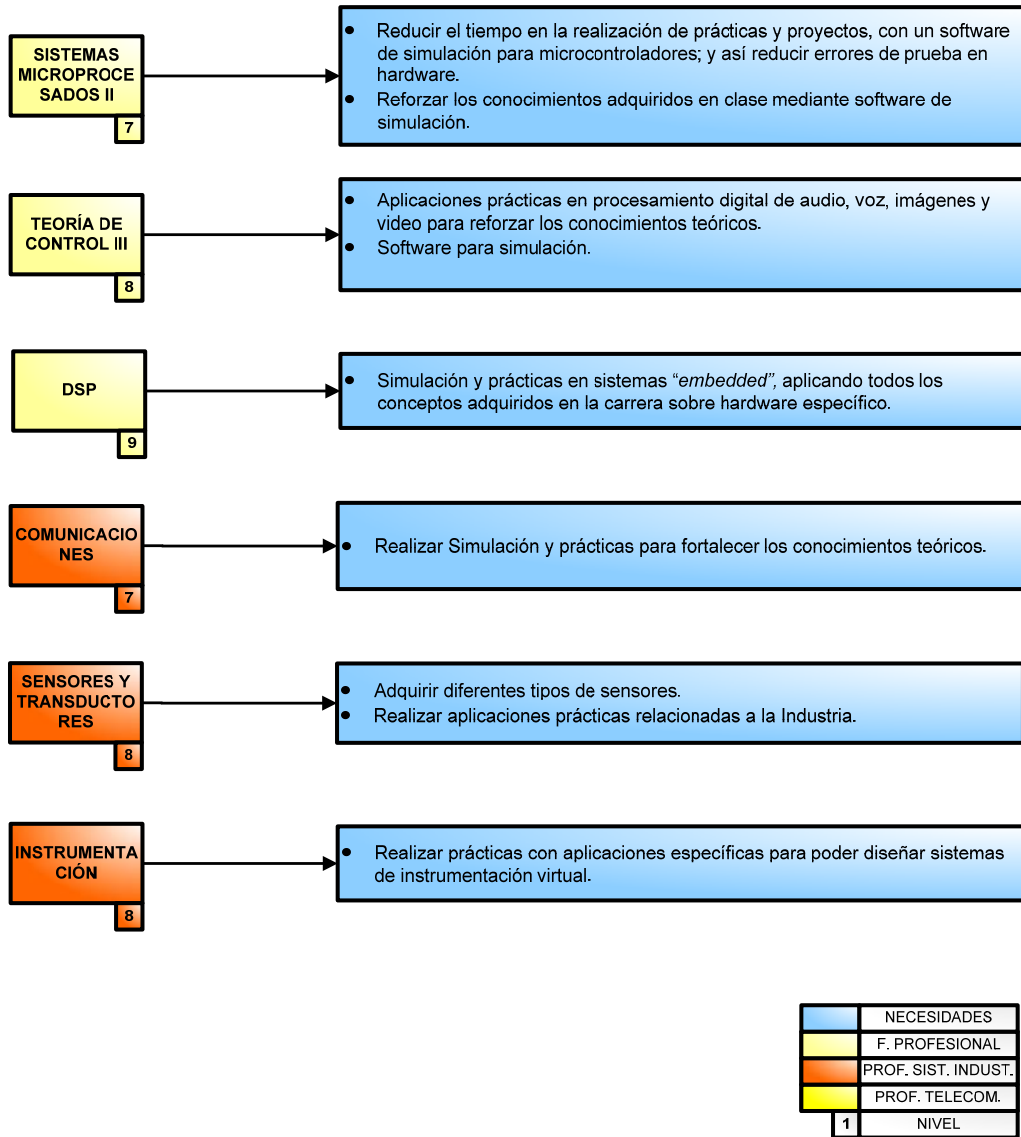 SISTEMAS
MICROPROCE
SADOS II
7
• Reducir el tiempo en la realización de prácticas y proyectos, con un software
de simulación para microcontroladores; y así reducir errores de prueba en
hardware.
• Reforzar los conocimientos adquiridos en clase mediante software de
simulación.
TEORÍA DE
CONTROL III
8
• Aplicaciones prácticas en procesamiento digital de audio, voz, imágenes y
video para reforzar los conocimientos teóricos.
• Software para simulación.
DSP
9
• Simulación y prácticas en sistemas “embedded”, aplicando todos los
conceptos adquiridos en la carrera sobre hardware específico.
COMUNICACIO
NES
7
• Realizar Simulación y prácticas para fortalecer los conocimientos teóricos.
SENSORES Y
TRANSDUCTO
RES
8
• Adquirir diferentes tipos de sensores.
• Realizar aplicaciones prácticas relacionadas a la Industria.
INSTRUMENTA
CIÓN
8
• Realizar prácticas con aplicaciones específicas para poder diseñar sistemas
de instrumentación virtual.
NECESIDADES
F. PROFESIONAL
PROF. SIST. INDUST.
PROF. TELECOM.
1 NIVEL